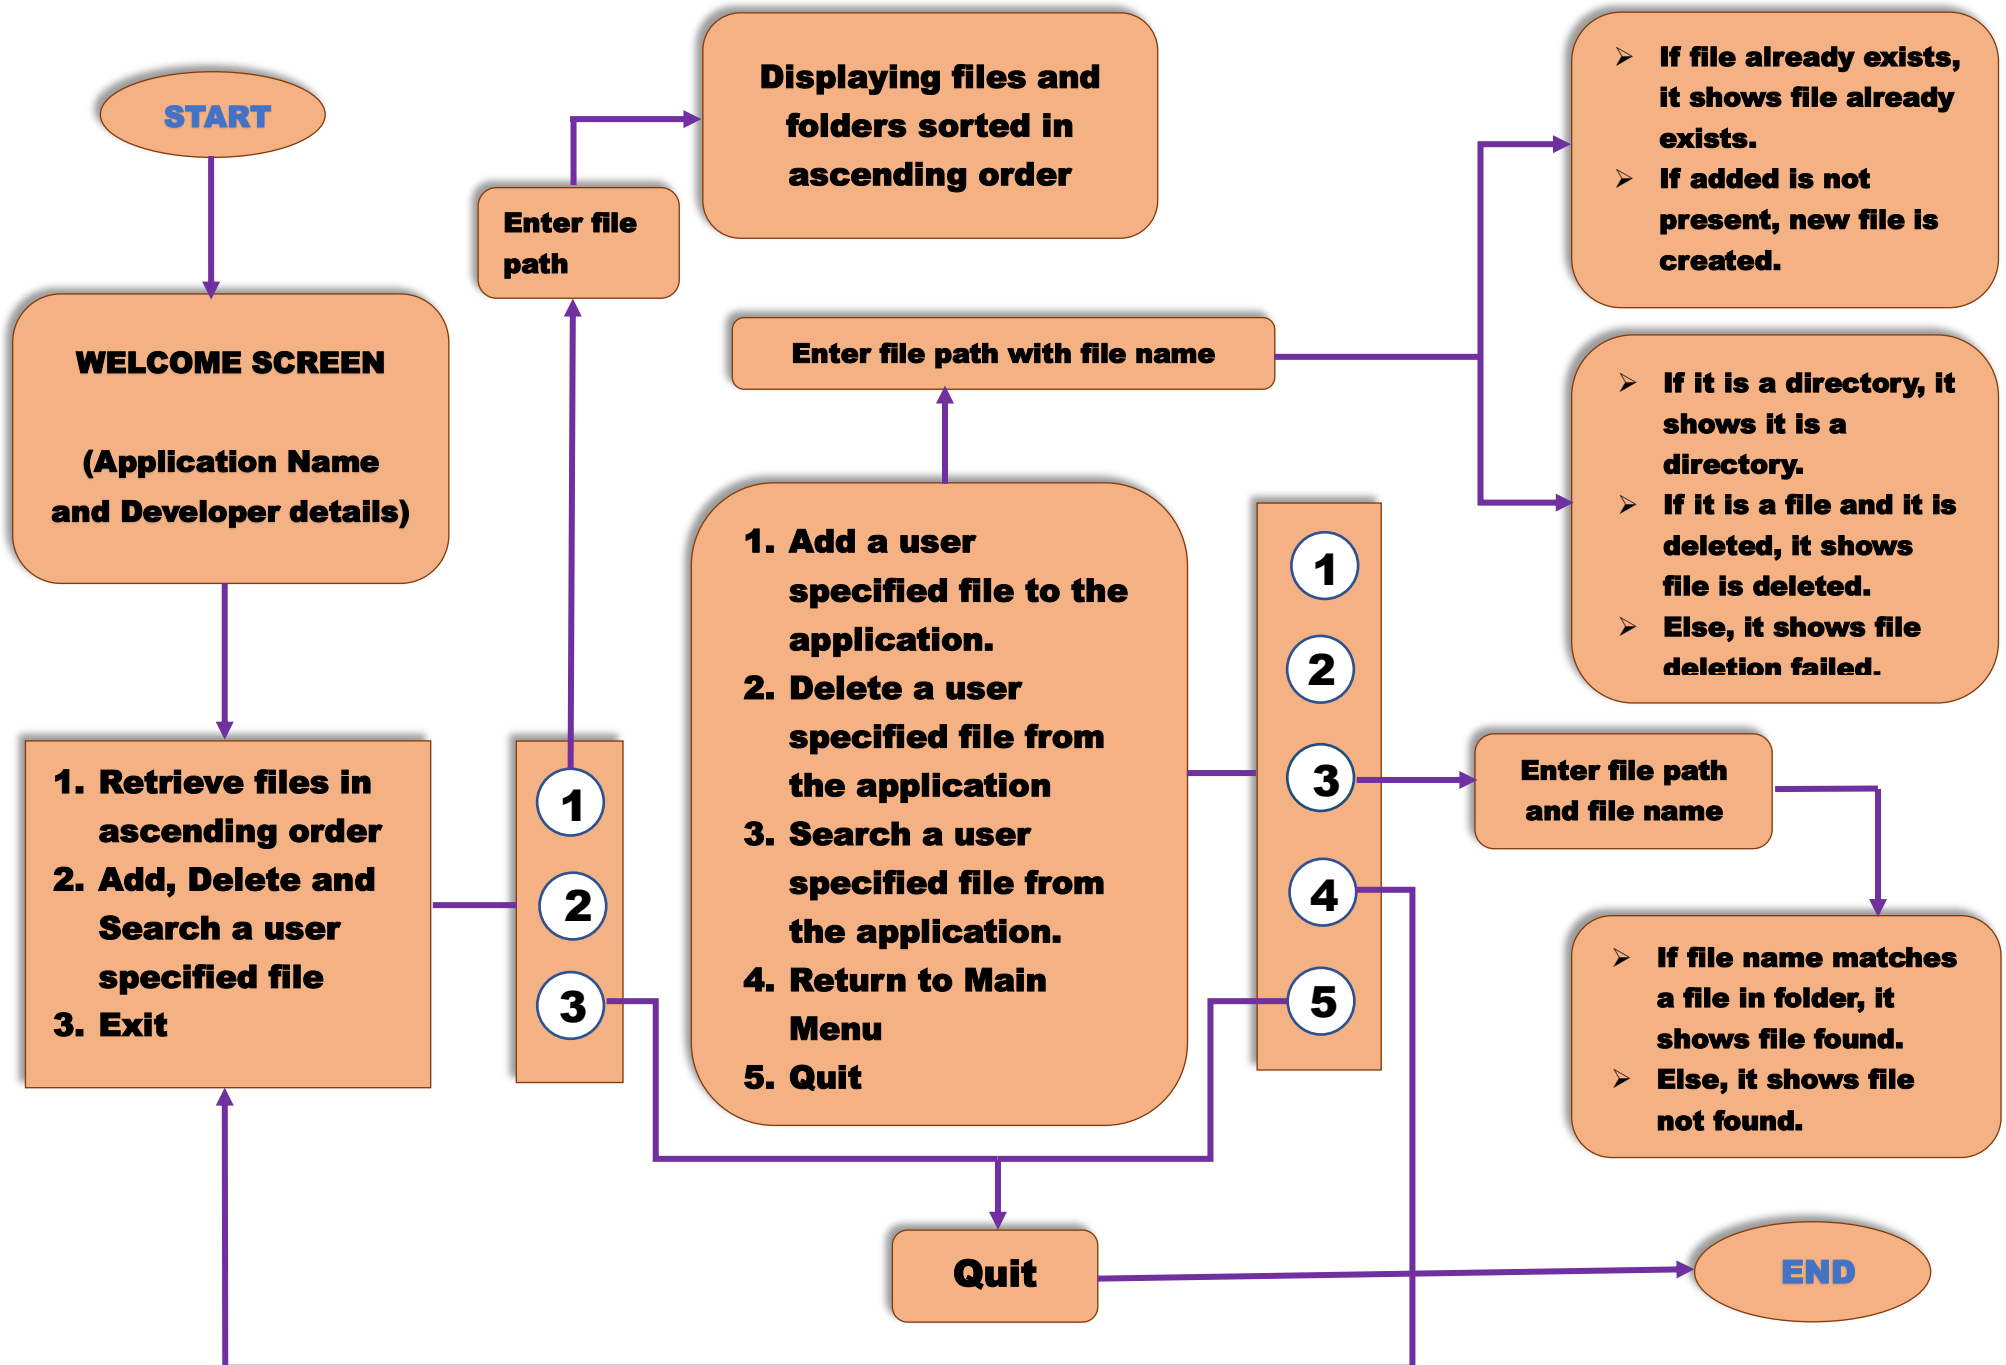 START
WELCOME SCREEN
(Application Name
and Developer details)
1. Retrieve files in
ascending order
2. Add, Delete and
Search a user
specified file
3. Exit
1
2
3
Enter file
path
Displaying files and
folders sorted in
ascending order
Enter file path with file name
1. Add a user
specified file to the
application.
2. Delete a user
specified file from
the application
3. Search a user
specified file from
the application.
4. Return to Main
Menu
5. Quit
1
2
3
4
5
➢ If file already exists,
it shows file already
exists.
➢ If added is not
present, new file is
created.
➢ If it is a directory, it
shows it is a
directory.
➢ If it is a file and it is
deleted, it shows
file is deleted.
➢ Else, it shows file
deletion failed.
Enter file path
and file name
➢ If file name matches
a file in folder, it
shows file found.
➢ Else, it shows file
not found.
Quit
END